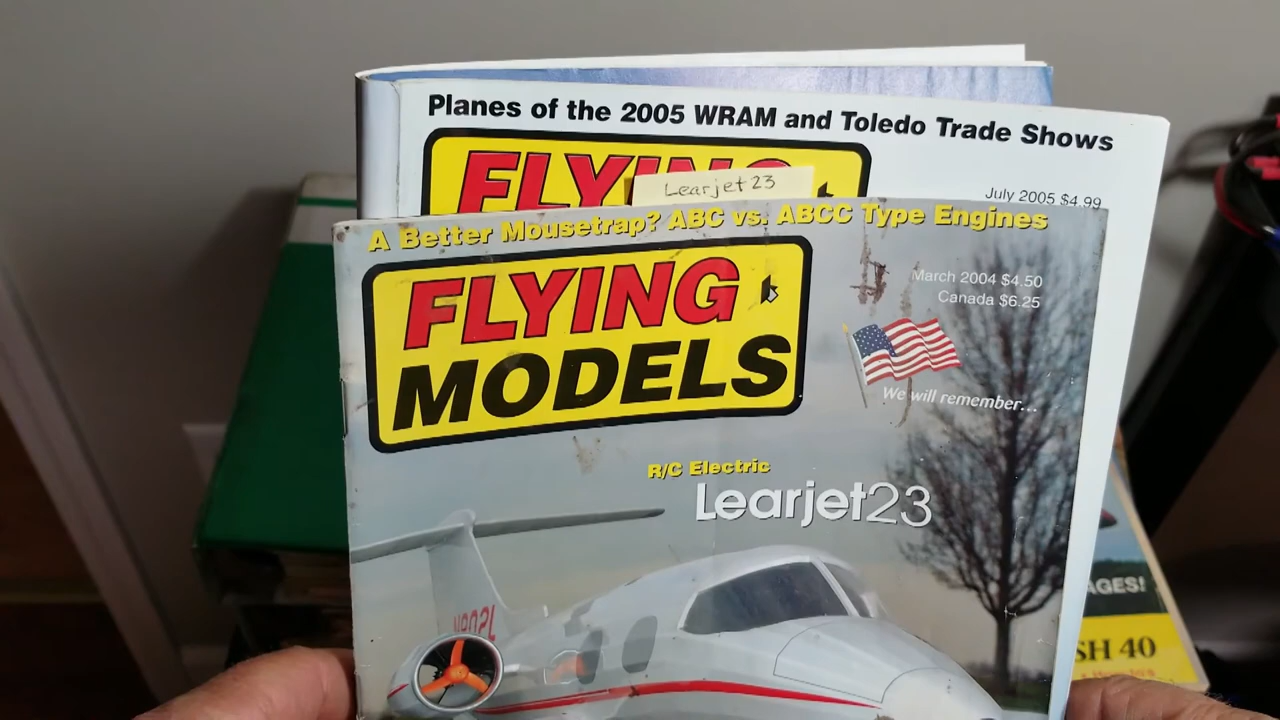 Planes of the 2005 WRAM and Toledo Trade Shows
FLYING
Learjet 23
July 2005 $4.99
A Better Mousetrap? ABC vs. ABCC Type Engines
FLYING
MODELS
March 2004 $4.50
Canada $6.25
We will remember...
R/C Electric
Learjet23
N802L
AGES!
SH 40